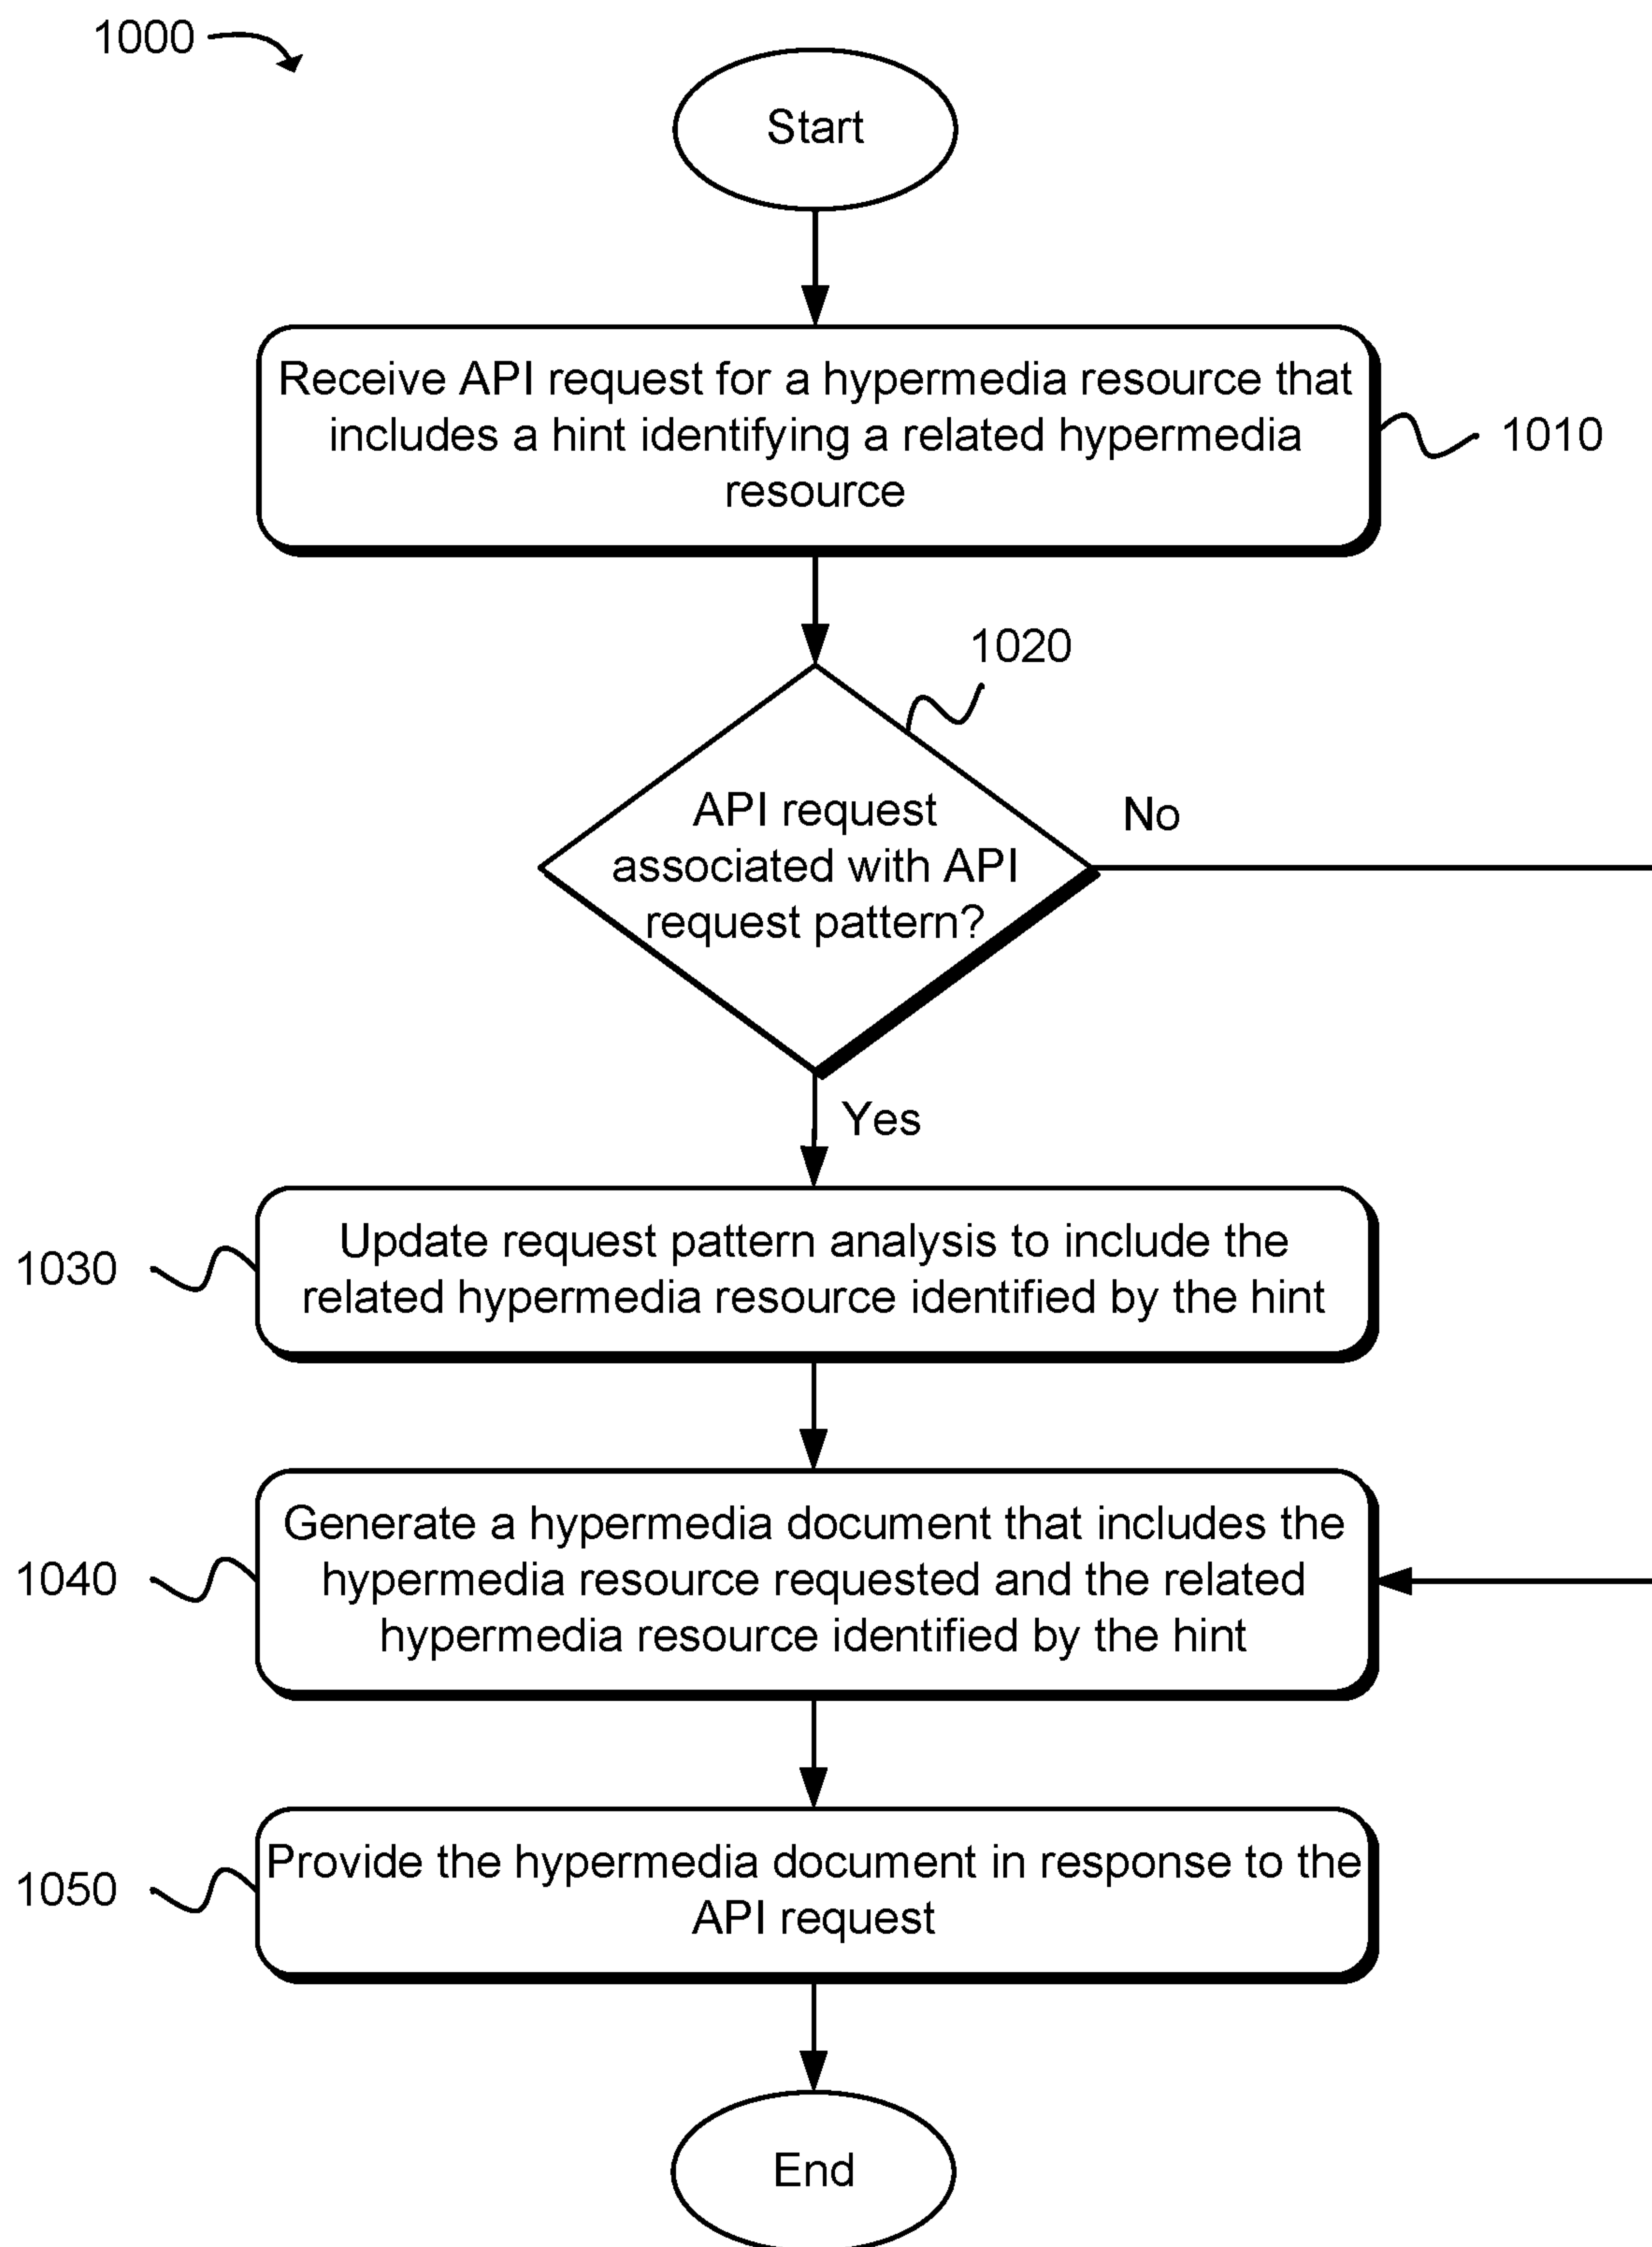 1000
Start
Receive API request for a hypermedia resource that
includes a hint identifying a related hypermedia
resource
1010
1020
API request
associated with API
request pattern?
No
Yes
1030
Update request pattern analysis to include the
related hypermedia resource identified by the hint
1040
Generate a hypermedia document that includes the
hypermedia resource requested and the related
hypermedia resource identified by the hint
1050
Provide the hypermedia document in response to the
API request
End